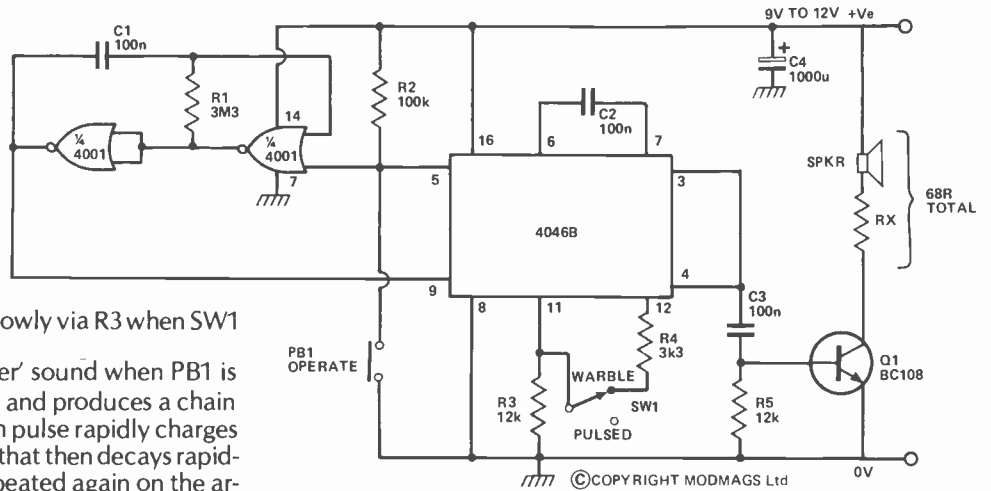 C1
100n
R1
3M3
¼
4001
14
¼
4001
7
R2
100k
9V TO 12V +Ve
+
C4
1000u
C2
100n
16
6
7
5
3
4046B
SPKR
RX
68R
TOTAL
4
9
8
11
12
C3
100n
R4
3k3
PB1
OPERATE
WARBLE
SW1
PULSED
R3
12k
R5
12k
Q1
BC108
0V
©COPYRIGHT MODMAGS Ltd
owly via R3 when SW1
er' sound when PB1 is
and produces a chain
n pulse rapidly charges
that then decays rapid-
peated again on the ar-